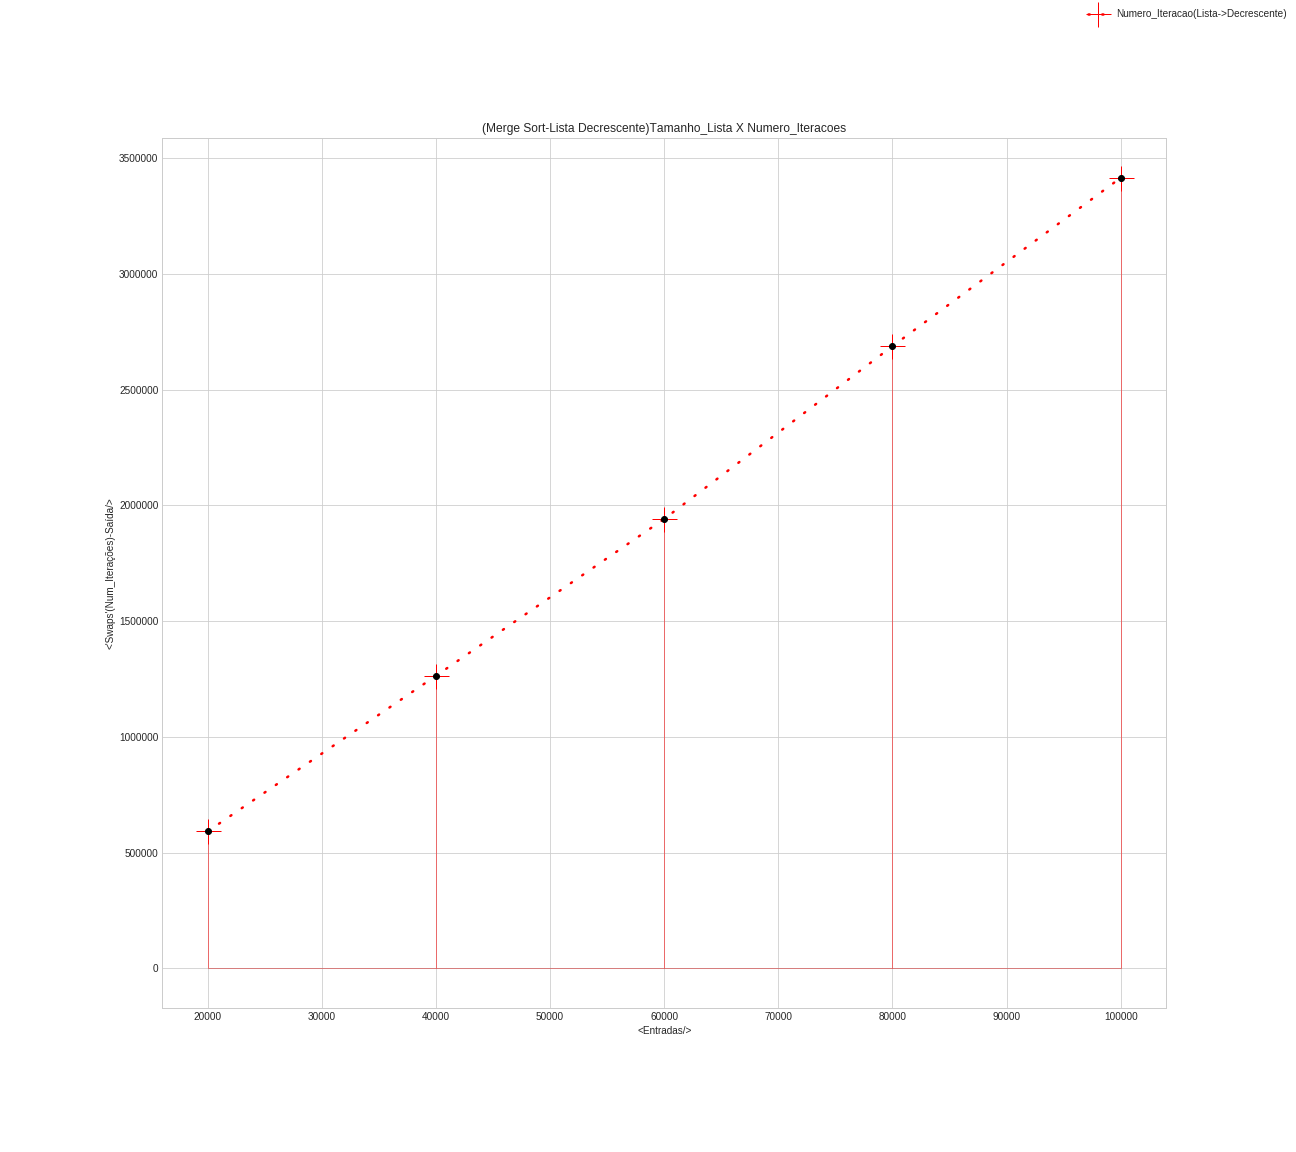 Numero_Iteracao(Lista->Decrescente)
(Merge Sort-Lista Decrescente)Tamanho_Lista X Numero_Iteracoes
3500000
3000000
2500000
2000000
1500000
1000000
500000
0
<Swaps'(Num_Iterações)-Saída/>
20000 30000 40000 50000 60000 70000 80000 90000 100000
<Entradas/>